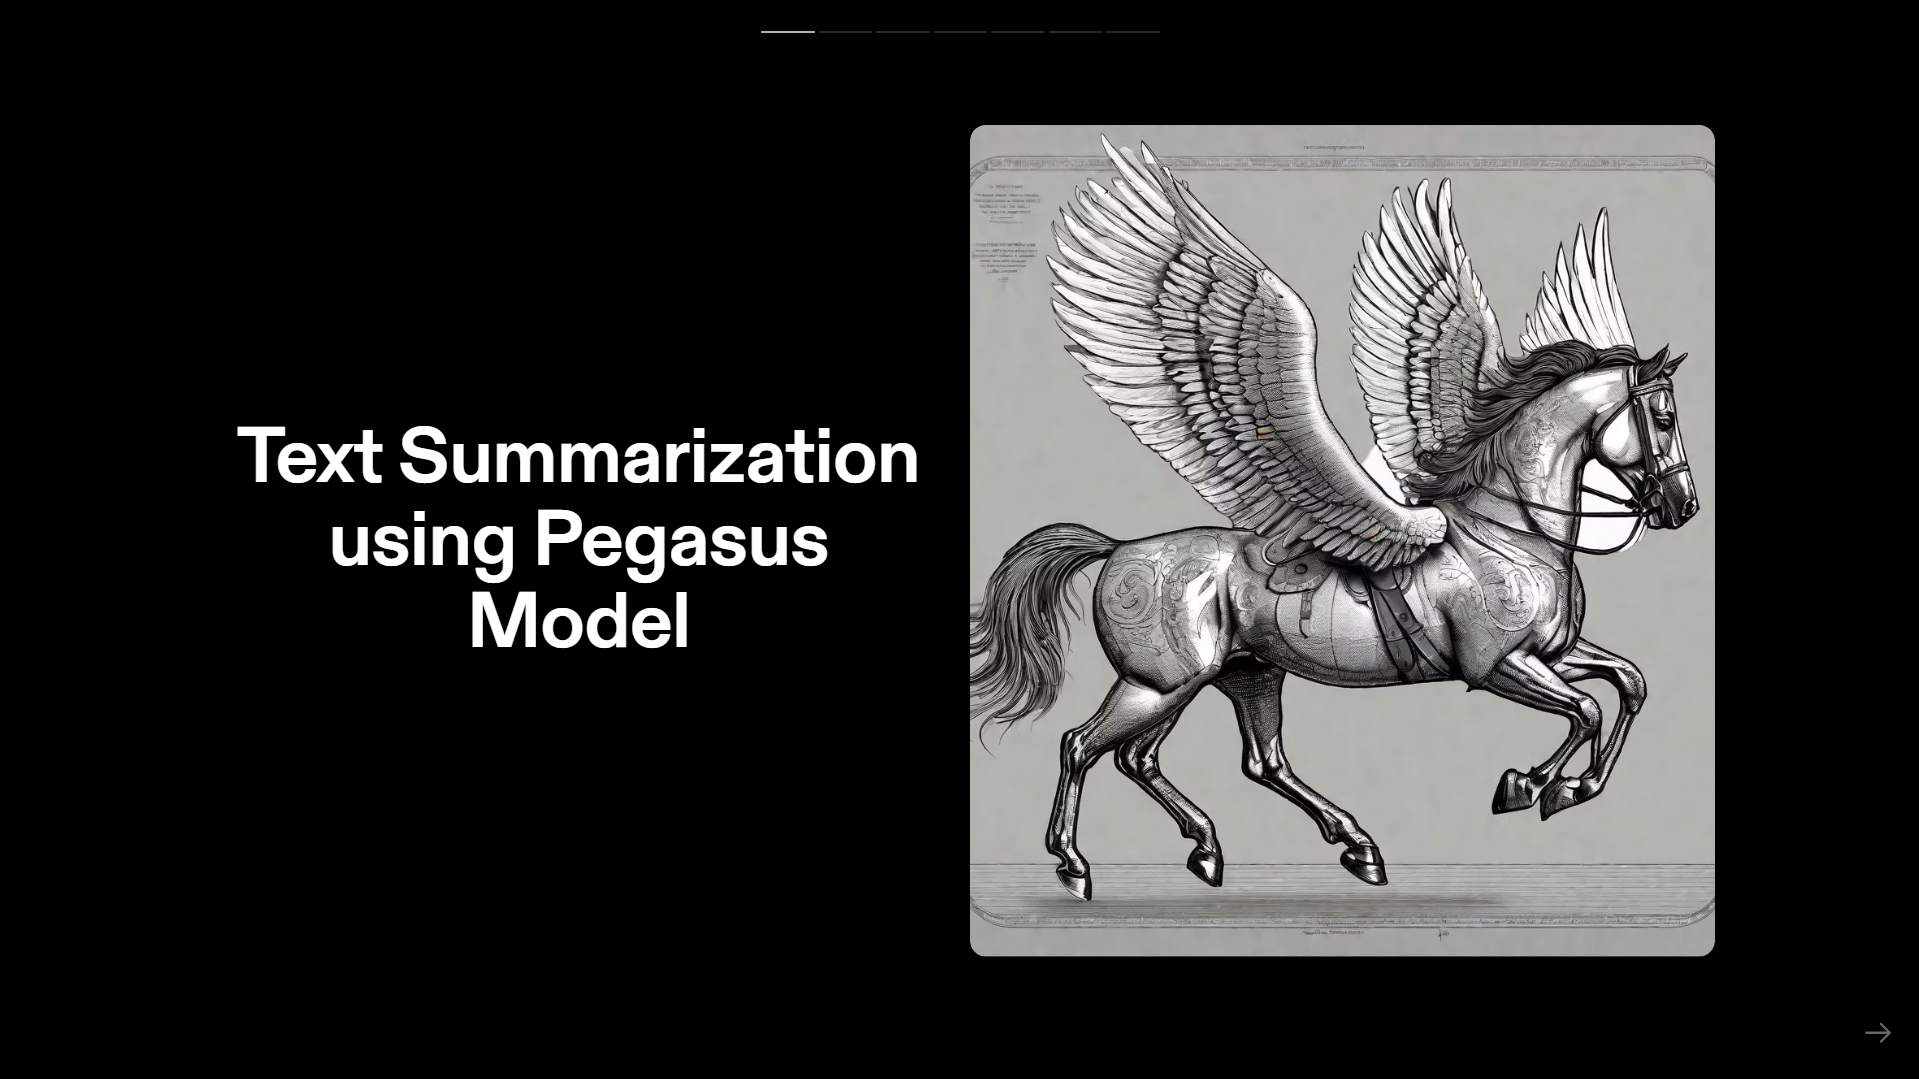 Text Summarization
using Pegasus
Model